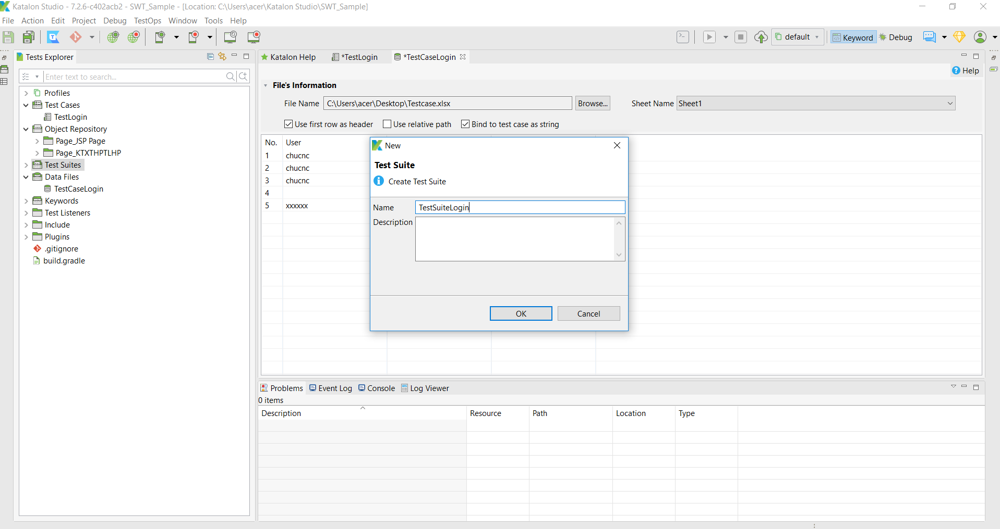 Katalon Studio - 7.2.6-c402acb2 - SWT_Sample - [Location: C:\Users\acer\Katalon Studio\SWT_Sample]
File Action Edit Project Debug TestOps Window Tools Help
default Keyword Debug
Tests Explorer
Enter text to search...
Profiles
Test Cases
TestLogin
Object Repository
Page_JSP Page
Page_KTXTHPTLHP
Test Suites
Data Files
TestCaseLogin
Keywords
Test Listeners
Include
Plugins
.gitignore
build.gradle
Katalon Help *TestLogin *TestCaseLogin
Help
File's Information
File Name C:\Users\acer\Desktop\Testcase.xlsx Browse... Sheet Name Sheet1
Use first row as header Use relative path Bind to test case as string
No. User
1 chucnc
2 chucnc
3 chucnc
4
5 xxxxxx
New
Test Suite
Create Test Suite
Name TestSuiteLogin
Description
OK Cancel
Problems Event Log Console Log Viewer
0 items
Description Resource Path Location Type